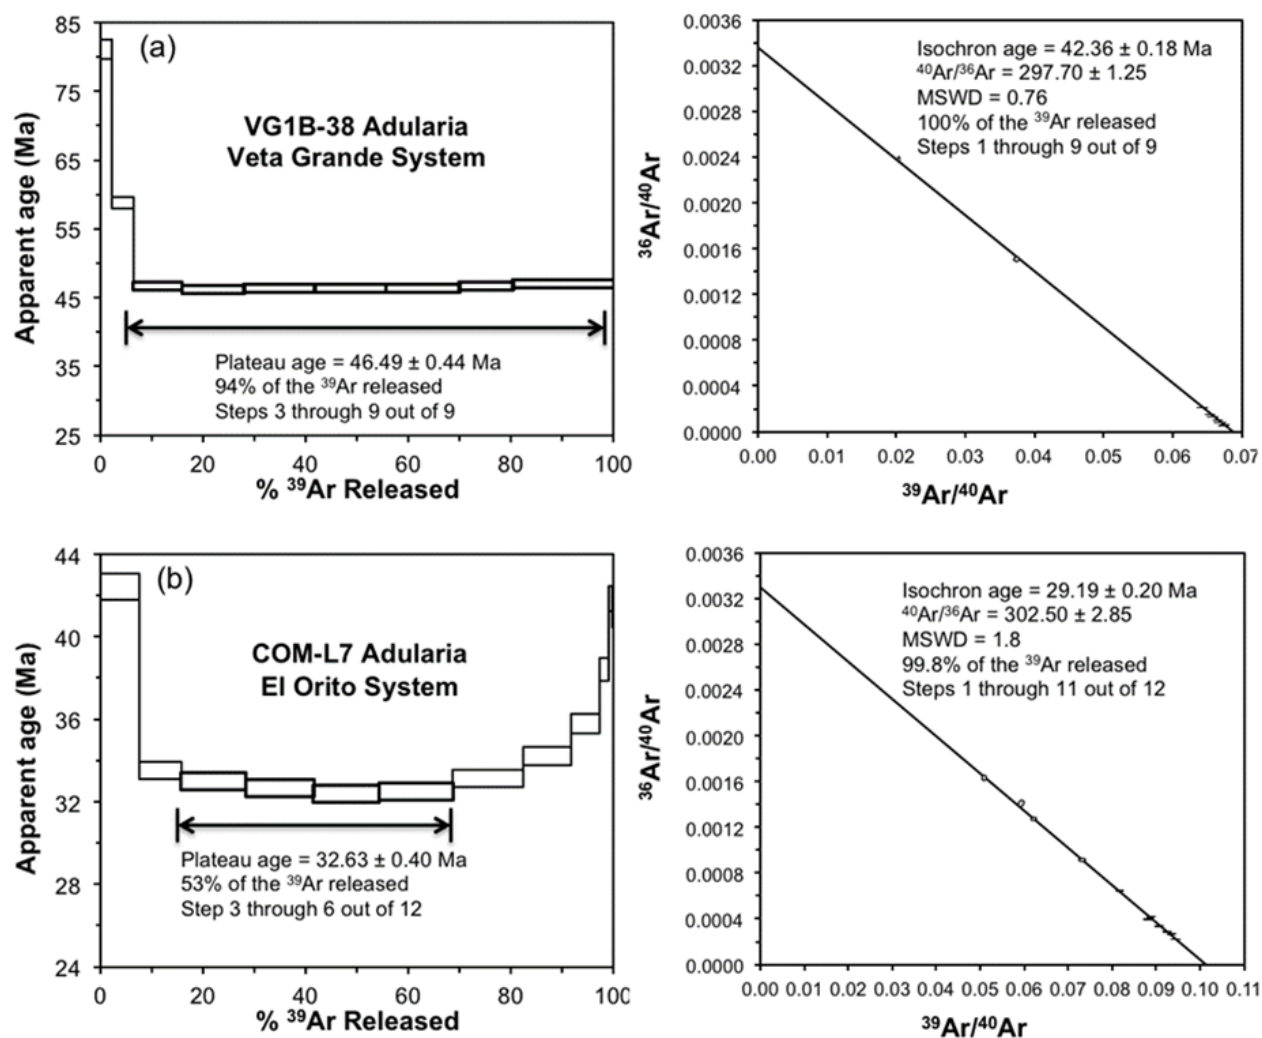 85
75
65
55
45
35
25
Apparent age (Ma)
(a)
VG1B-38 Adularia
Veta Grande System
Plateau age = 46.49 ± 0.44 Ma
94% of the ³⁹Ar released
Steps 3 through 9 out of 9
0 20 40 60 80 100
% ³⁹Ar Released
0.0036
0.0032
0.0028
0.0024
0.0020
0.0016
0.0012
0.0008
0.0004
0.0000
³⁶Ar/⁴⁰Ar
Isochron age = 42.36 ± 0.18 Ma
⁴⁰Ar/³⁶Ar = 297.70 ± 1.25
MSWD = 0.76
100% of the ³⁹Ar released
Steps 1 through 9 out of 9
0.00 0.01 0.02 0.03 0.04 0.05 0.06 0.07
³⁹Ar/⁴⁰Ar
44
40
36
32
28
24
Apparent age (Ma)
(b)
COM-L7 Adularia
El Orito System
Plateau age = 32.63 ± 0.40 Ma
53% of the ³⁹Ar released
Step 3 through 6 out of 12
0 20 40 60 80 100
% ³⁹Ar Released
0.0036
0.0032
0.0028
0.0024
0.0020
0.0016
0.0012
0.0008
0.0004
0.0000
³⁶Ar/⁴⁰Ar
Isochron age = 29.19 ± 0.20 Ma
⁴⁰Ar/³⁶Ar = 302.50 ± 2.85
MSWD = 1.8
99.8% of the ³⁹Ar released
Steps 1 through 11 out of 12
0.00 0.01 0.02 0.03 0.04 0.05 0.06 0.07 0.08 0.09 0.10 0.11
³⁹Ar/⁴⁰Ar